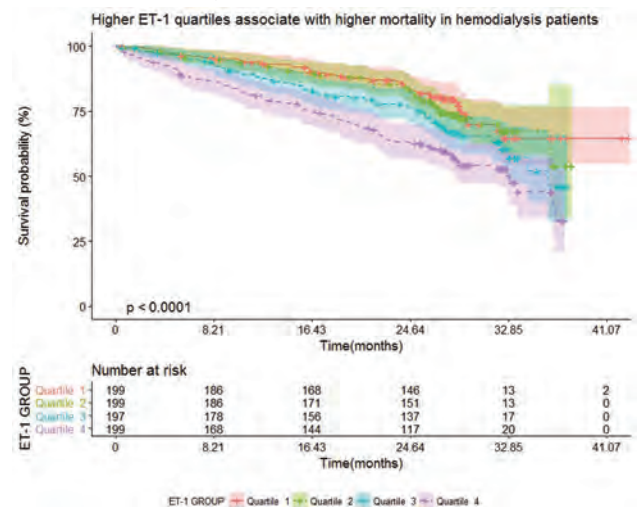 Higher ET-1 quartiles associate with higher mortality in hemodialysis patients
Survival probability (%)
100
75
50
25
0
p < 0.0001
0 8.21 16.43 24.64 32.85 41.07
Time(months)
Number at risk
ET-1 GROUP
Quartile 1 199 186 168 146 13 2
Quartile 2 199 186 171 151 13 0
Quartile 3 197 178 156 137 17 0
Quartile 4 199 168 144 117 20 0
0 8.21 16.43 24.64 32.85 41.07
Time(months)
ET-1 GROUP Quartile 1 Quartile 2 Quartile 3 Quartile 4